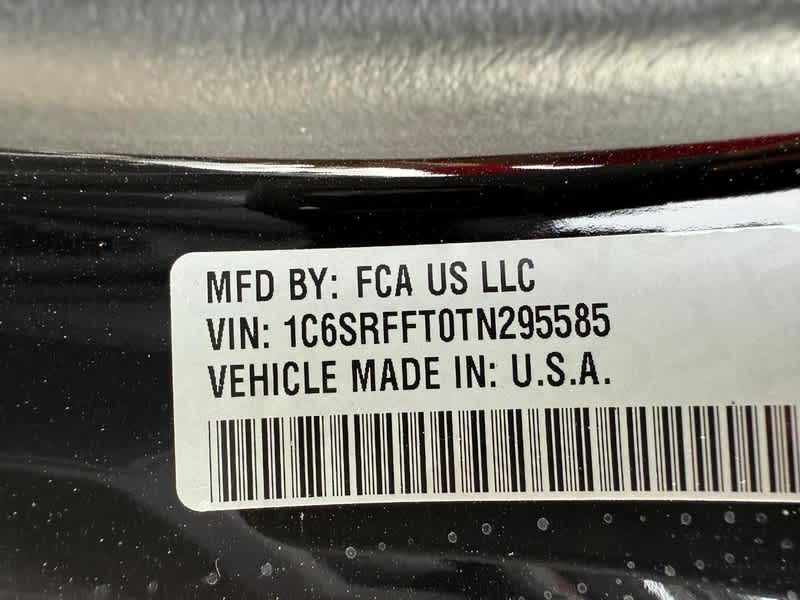 MFD BY: FCA US LLC
VIN: 1C6SRFFT0TN295585
VEHICLE MADE IN: U.S.A.